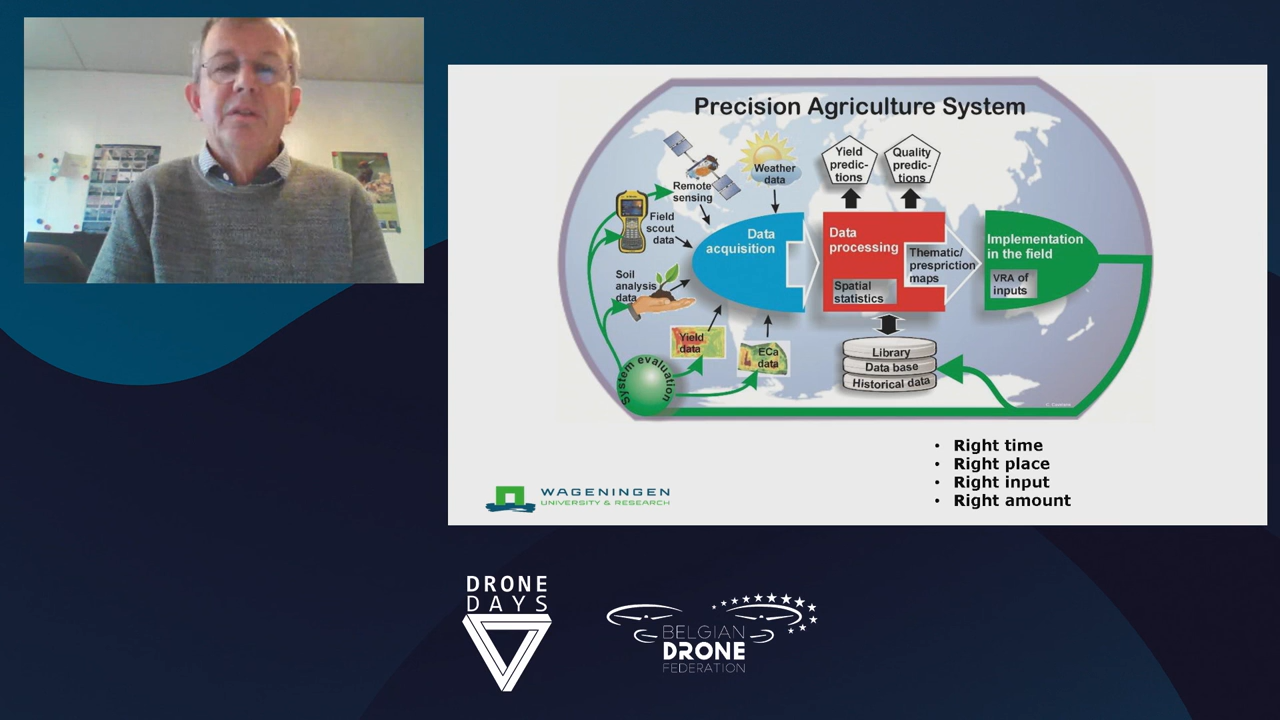 Precision Agriculture System
Remote
sensing
Weather
data
Yield
predic-
tions
Quality
predic-
tions
Field
scout
data
Soil
analysis
data
Yield
data
ECa
data
System evaluation
Data
acquisition
Data
processing
Spatial
statistics
Thematic/
prespriction
maps
Implementation
in the field
VRA of
inputs
Library
Data base
Historical data
• Right time
• Right place
• Right input
• Right amount
WAGENINGEN
UNIVERSITY & RESEARCH
DRONE
DAYS
BELGIAN
DRONE
FEDERATION